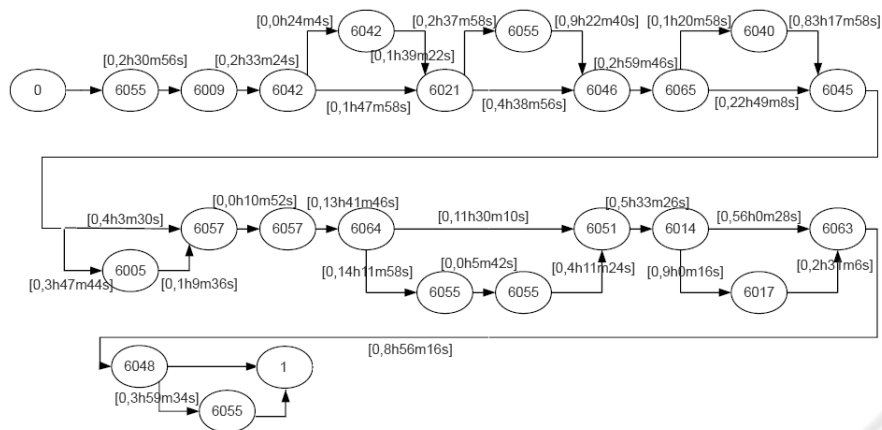 [0,0h24m4s]
6042
[0,2h37m58s]
6055
[0,9h22m40s]
[0,1h20m58s]
6040
[0,83h17m58s]
[0,2h30m56s]
[0,2h33m24s]
[0,1h39m22s]
[0,2h59m46s]
0
6055
6009
6042
6021
6046
6065
6045
[0,1h47m58s]
[0,4h38m56s]
[0,22h49m8s]
[0,4h3m30s]
[0,0h10m52s]
[0,13h41m46s]
[0,11h30m10s]
[0,5h33m26s]
[0,56h0m28s]
6057
6057
6064
6051
6014
6063
6005
[0,3h47m44s]
[0,1h9m36s]
[0,14h11m58s]
[0,0h5m42s]
[0,4h11m24s]
[0,9h0m16s]
[0,2h31m6s]
6055
6055
6017
[0,8h56m16s]
6048
1
[0,3h59m34s]
6055